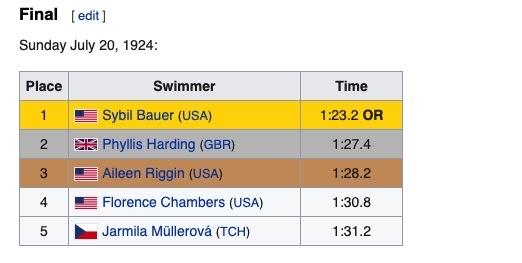 Final [ edit ]
Sunday July 20, 1924:
Place Swimmer Time
1 Sybil Bauer (USA) 1:23.2 OR
2 Phyllis Harding (GBR) 1:27.4
3 Aileen Riggin (USA) 1:28.2
4 Florence Chambers (USA) 1:30.8
5 Jarmila Müllerová (TCH) 1:31.2